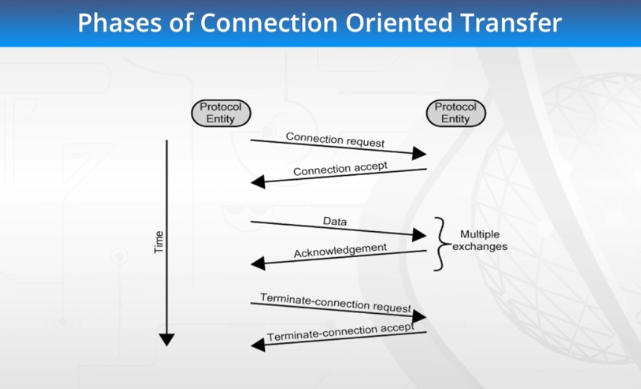 Phases of Connection Oriented Transfer
Protocol
Entity
Protocol
Entity
Connection request
Connection accept
Time
Data
Acknowledgement
Multiple
exchanges
Terminate-connection request
Terminate-connection accept